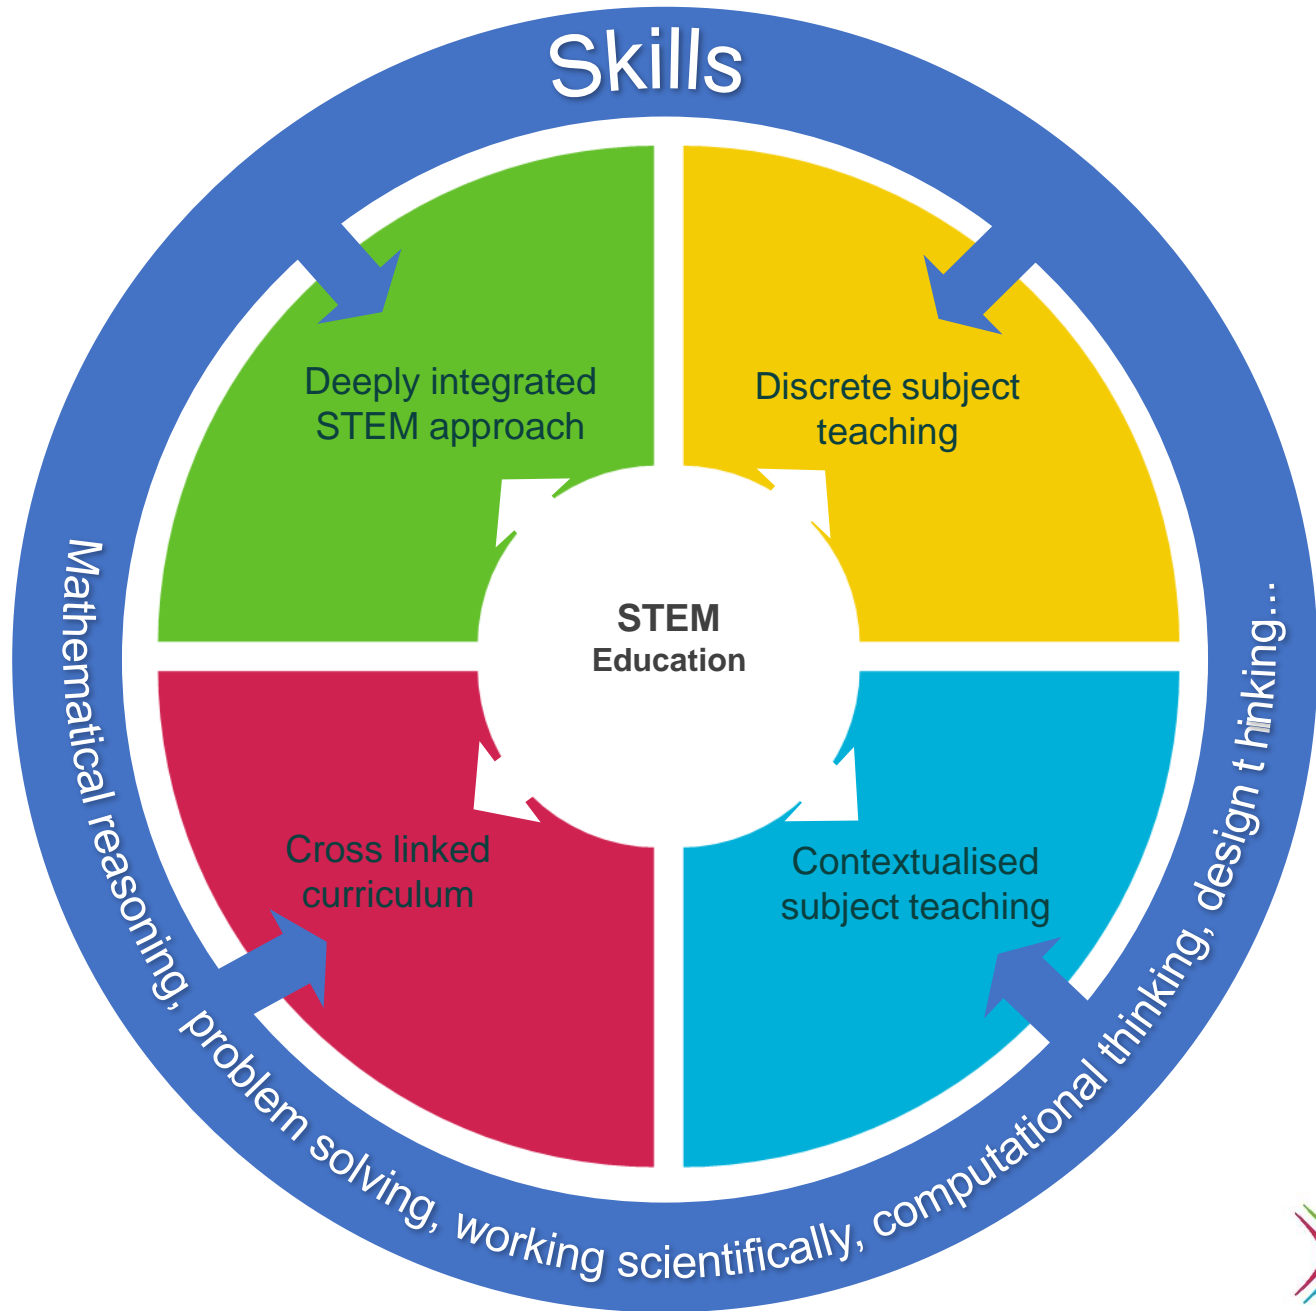 Skills
Deeply integrated
STEM approach
Discrete subject
teaching
STEM
Education
Cross linked
curriculum
Contextualised
subject teaching
Mathematical reasoning, problem solving, working scientifically, computational thinking, design thinking...